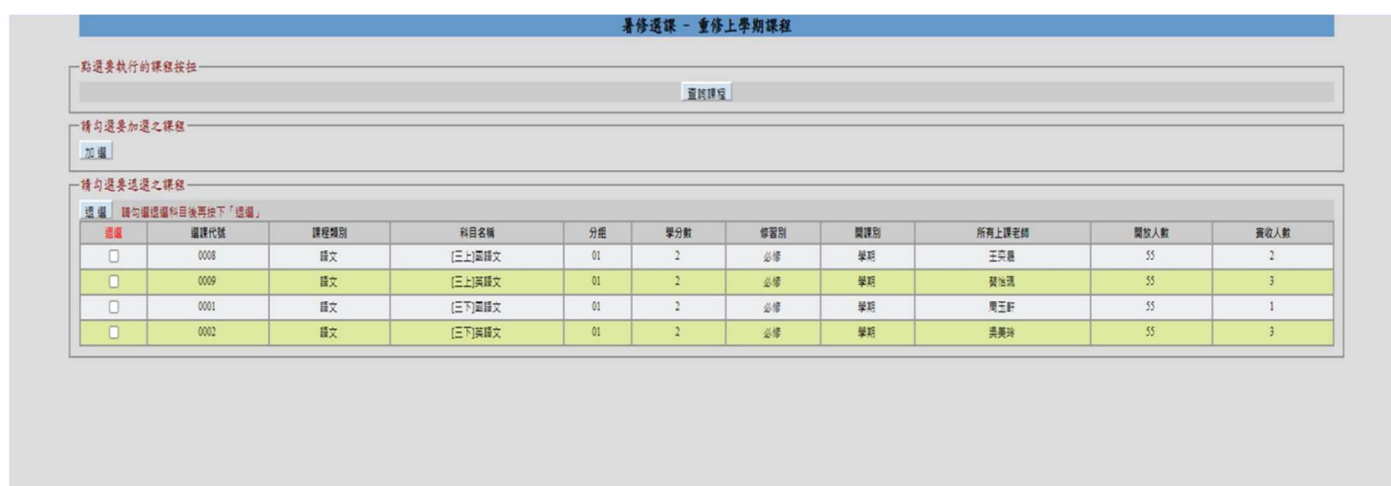 暑修選課 - 重修上學期課程
點選要執行的課程按扭
查詢課程
請勾選要加選之課程
加 選
請勾選要退選之課程
退 選 請勾選退選科目後再按下「退選」
退選 選課代號 課程類別 科目名稱 分組 學分數 修習別 開課別 所有上課老師 開放人數 實收人數
0008 語文 [三上]國語文 01 2 必修 學期 55 2
0009 語文 [三上]英語文 01 2 必修 學期 蔡怡珮 55 3
0001 語文 [三下]國語文 01 2 必修 學期 周玉軒 55 1
0002 語文 [三下]英語文 01 2 必修 學期 吳美玲 55 3